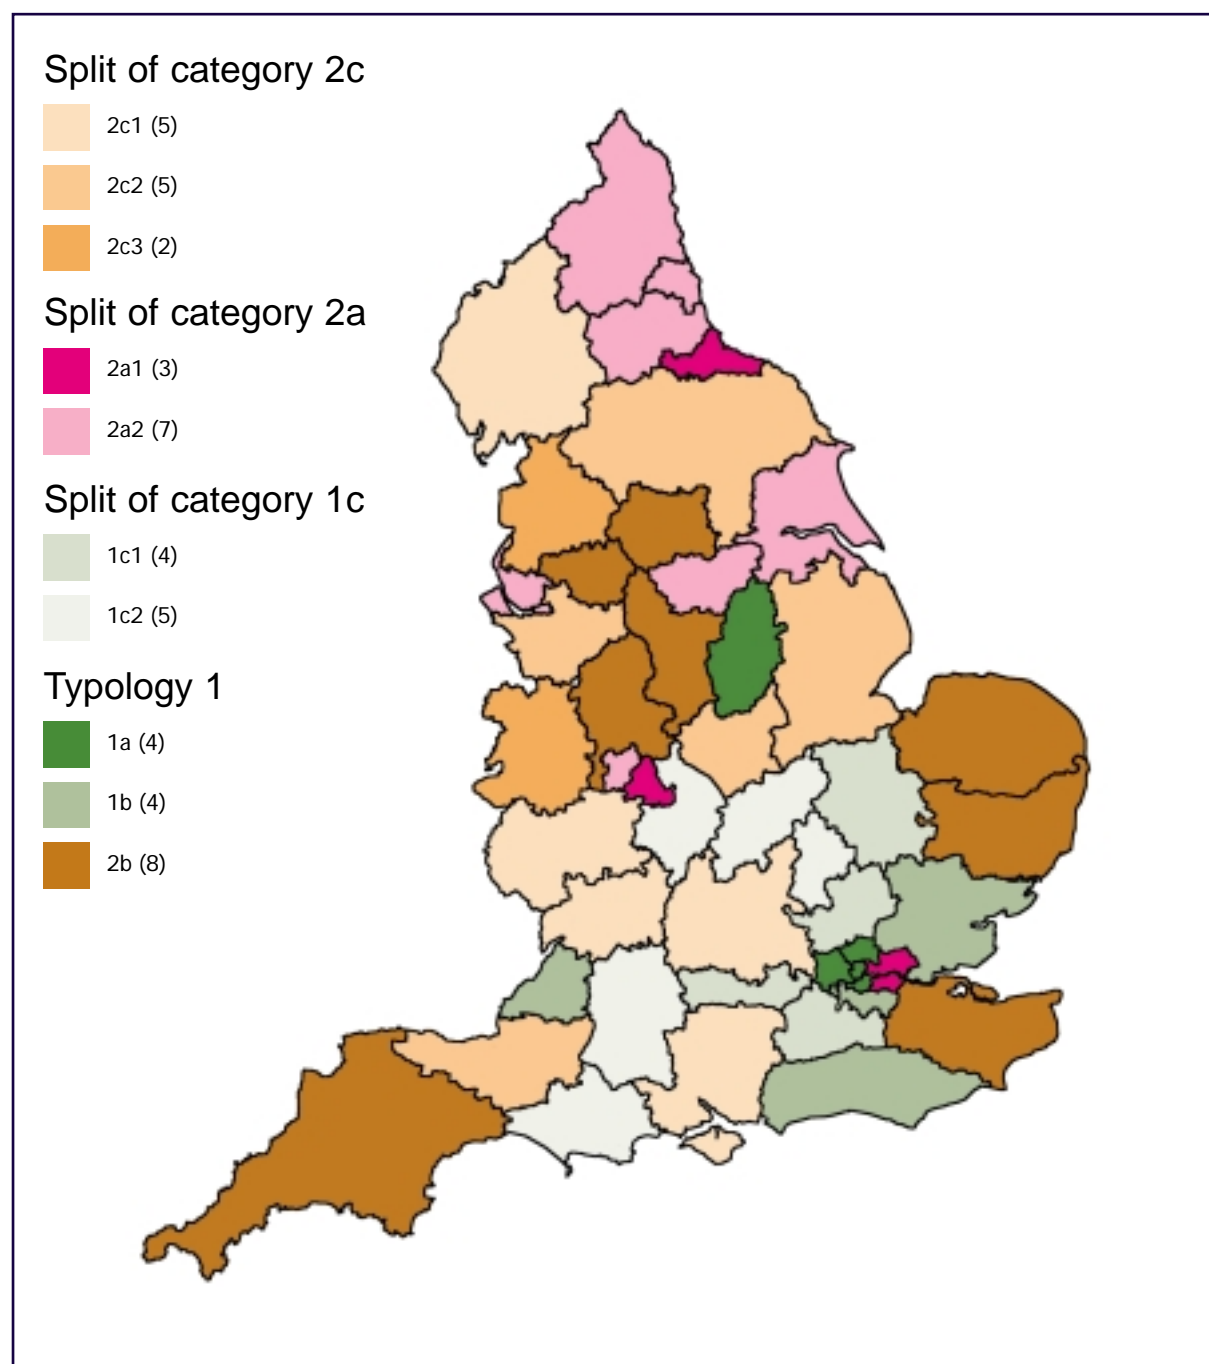 Split of category 2c
2c1 (5)
2c2 (5)
2c3 (2)
Split of category 2a
2a1 (3)
2a2 (7)
Split of category 1c
1c1 (4)
1c2 (5)
Typology 1
1a (4)
1b (4)
2b (8)